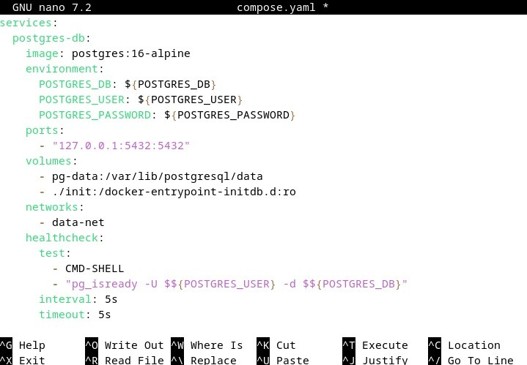 GNU nano 7.2 compose.yaml *
services:
  postgres-db:
    image: postgres:16-alpine
    environment:
      POSTGRES_DB: ${POSTGRES_DB}
      POSTGRES_USER: ${POSTGRES_USER}
      POSTGRES_PASSWORD: ${POSTGRES_PASSWORD}
    ports:
      - "127.0.0.1:5432:5432"
    volumes:
      - pg-data:/var/lib/postgresql/data
      - ./init:/docker-entrypoint-initdb.d:ro
    networks:
      - data-net
    healthcheck:
      test:
        - CMD-SHELL
        - "pg_isready -U $${POSTGRES_USER} -d $${POSTGRES_DB}"
      interval: 5s
      timeout: 5s
^G Help ^O Write Out ^W Where Is ^K Cut ^T Execute ^C Location
^X Exit ^R Read File ^\ Replace ^U Paste ^J Justify ^/ Go To Line